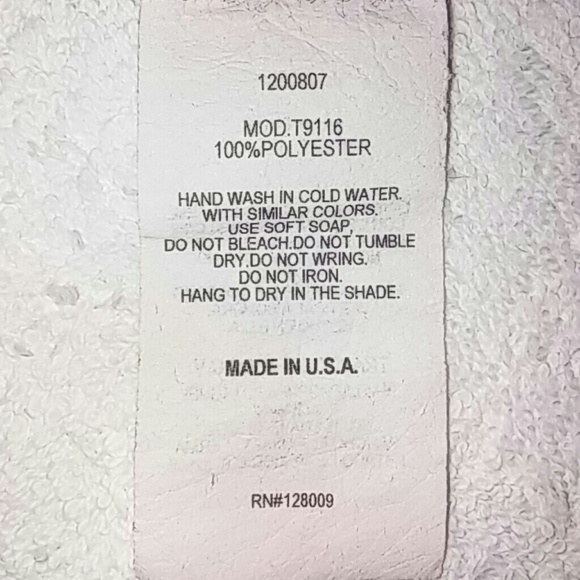 1200807
MOD.T9116
100%POLYESTER
HAND WASH IN COLD WATER.
WITH SIMILAR COLORS.
USE SOFT SOAP,
DO NOT BLEACH.DO NOT TUMBLE
DRY.DO NOT WRING.
DO NOT IRON.
HANG TO DRY IN THE SHADE.
MADE IN U.S.A.
RN#128009